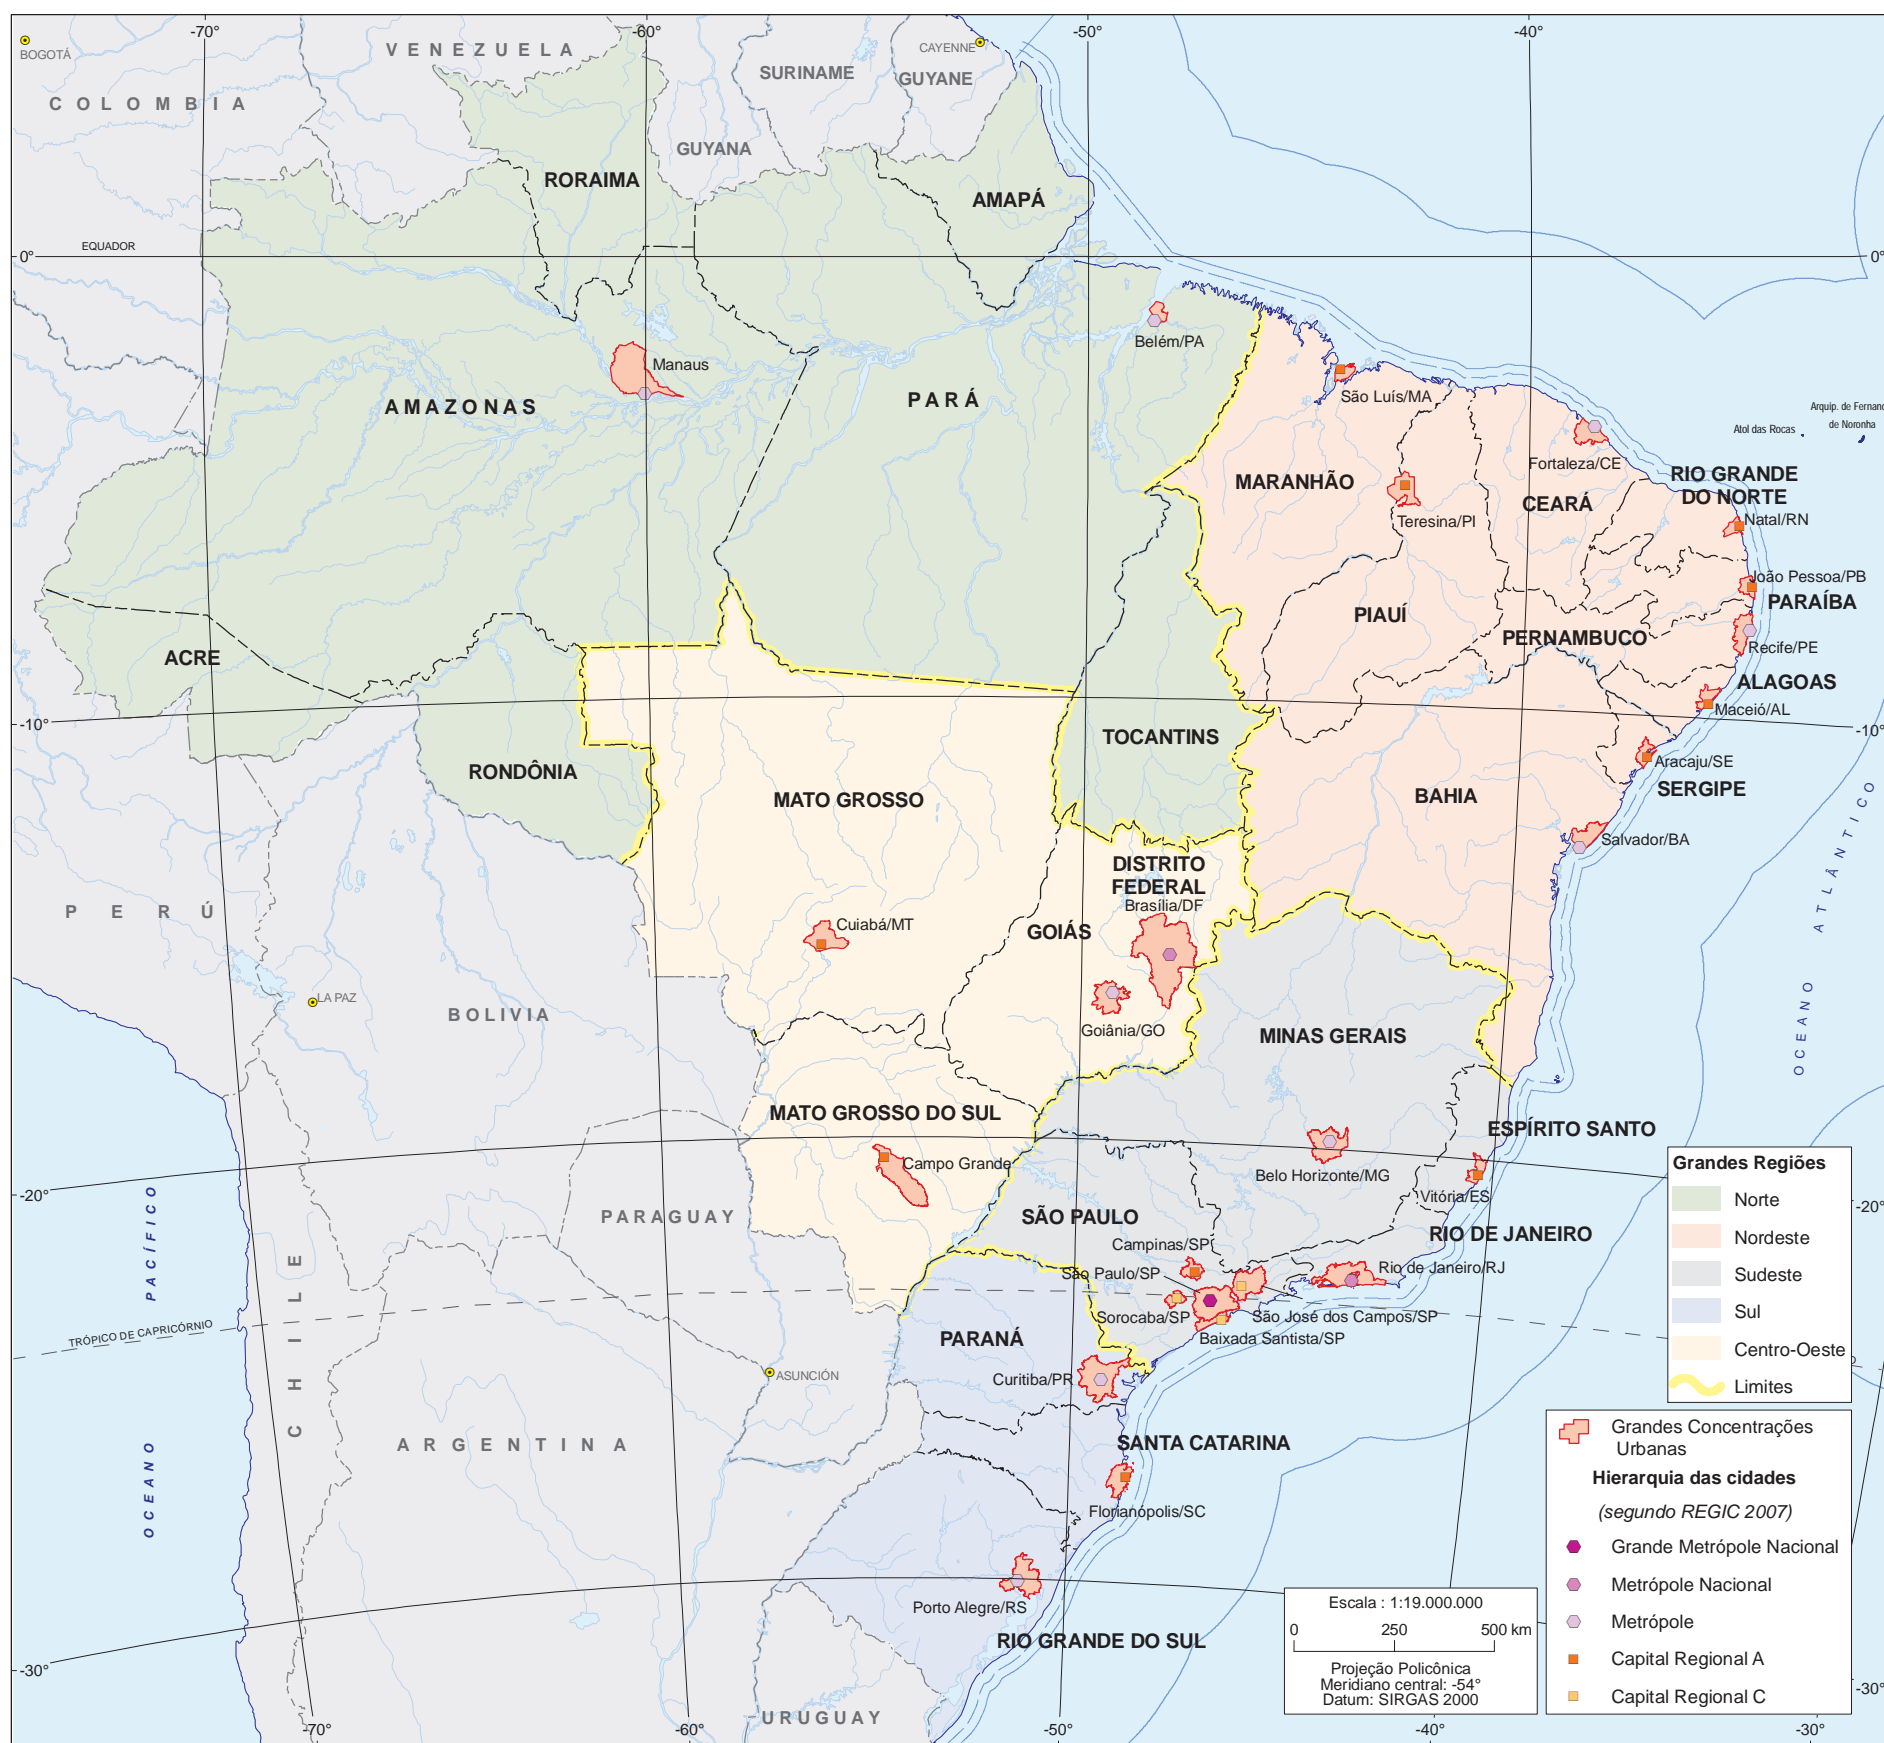 -70°
-60°
-50°
-40°
BOGOTÁ
VENEZUELA
CAYENNE
SURINAME
GUYANE
COLOMBIA
GUYANA
RORAIMA
AMAPÁ
EQUADOR
0°
0°
Belém/PA
Manaus
AMAZONAS
PARÁ
São Luís/MA
Arquip. de Fernand
de Noronha
Atol das Rocas
Fortaleza/CE
MARANHÃO
RIO GRANDE
DO NORTE
CEARÁ
Teresina/PI
Natal/RN
João Pessoa/PB
PARAÍBA
PIAUÍ
PERNAMBUCO
Recife/PE
ACRE
ALAGOAS
Maceió/AL
-10°
-10°
TOCANTINS
RONDÔNIA
Aracaju/SE
SERGIPE
MATO GROSSO
BAHIA
Salvador/BA
DISTRITO
FEDERAL
Brasília/DF
PERÚ
Cuiabá/MT
GOIÁS
OCEANO ATLÂNTICO
LA PAZ
BOLIVIA
Goiânia/GO
MINAS GERAIS
MATO GROSSO DO SUL
ESPÍRITO SANTO
Campo Grande
Belo Horizonte/MG
Vitória/ES
-20°
-20°
PARAGUAY
SÃO PAULO
RIO DE JANEIRO
Campinas/SP
São Paulo/SP
Rio de Janeiro/RJ
Sorocaba/SP
São José dos Campos/SP
Baixada Santista/SP
OCEANO PACÍFICO
CHILE
TRÓPICO DE CAPRICÓRNIO
PARANÁ
ASUNCIÓN
Curitiba/PR
ARGENTINA
SANTA CATARINA
Florianópolis/SC
Porto Alegre/RS
RIO GRANDE DO SUL
-30°
-30°
URUGUAY
-70°
-60°
-50°
-40°
-30°
Grandes Regiões
Norte
Nordeste
Sudeste
Sul
Centro-Oeste
Limites
Grandes Concentrações
Urbanas
Hierarquia das cidades
(segundo REGIC 2007)
Grande Metrópole Nacional
Metrópole Nacional
Metrópole
Capital Regional A
Capital Regional C
Escala : 1:19.000.000
0 250 500 km
Projeção Policônica
Meridiano central: -54°
Datum: SIRGAS 2000